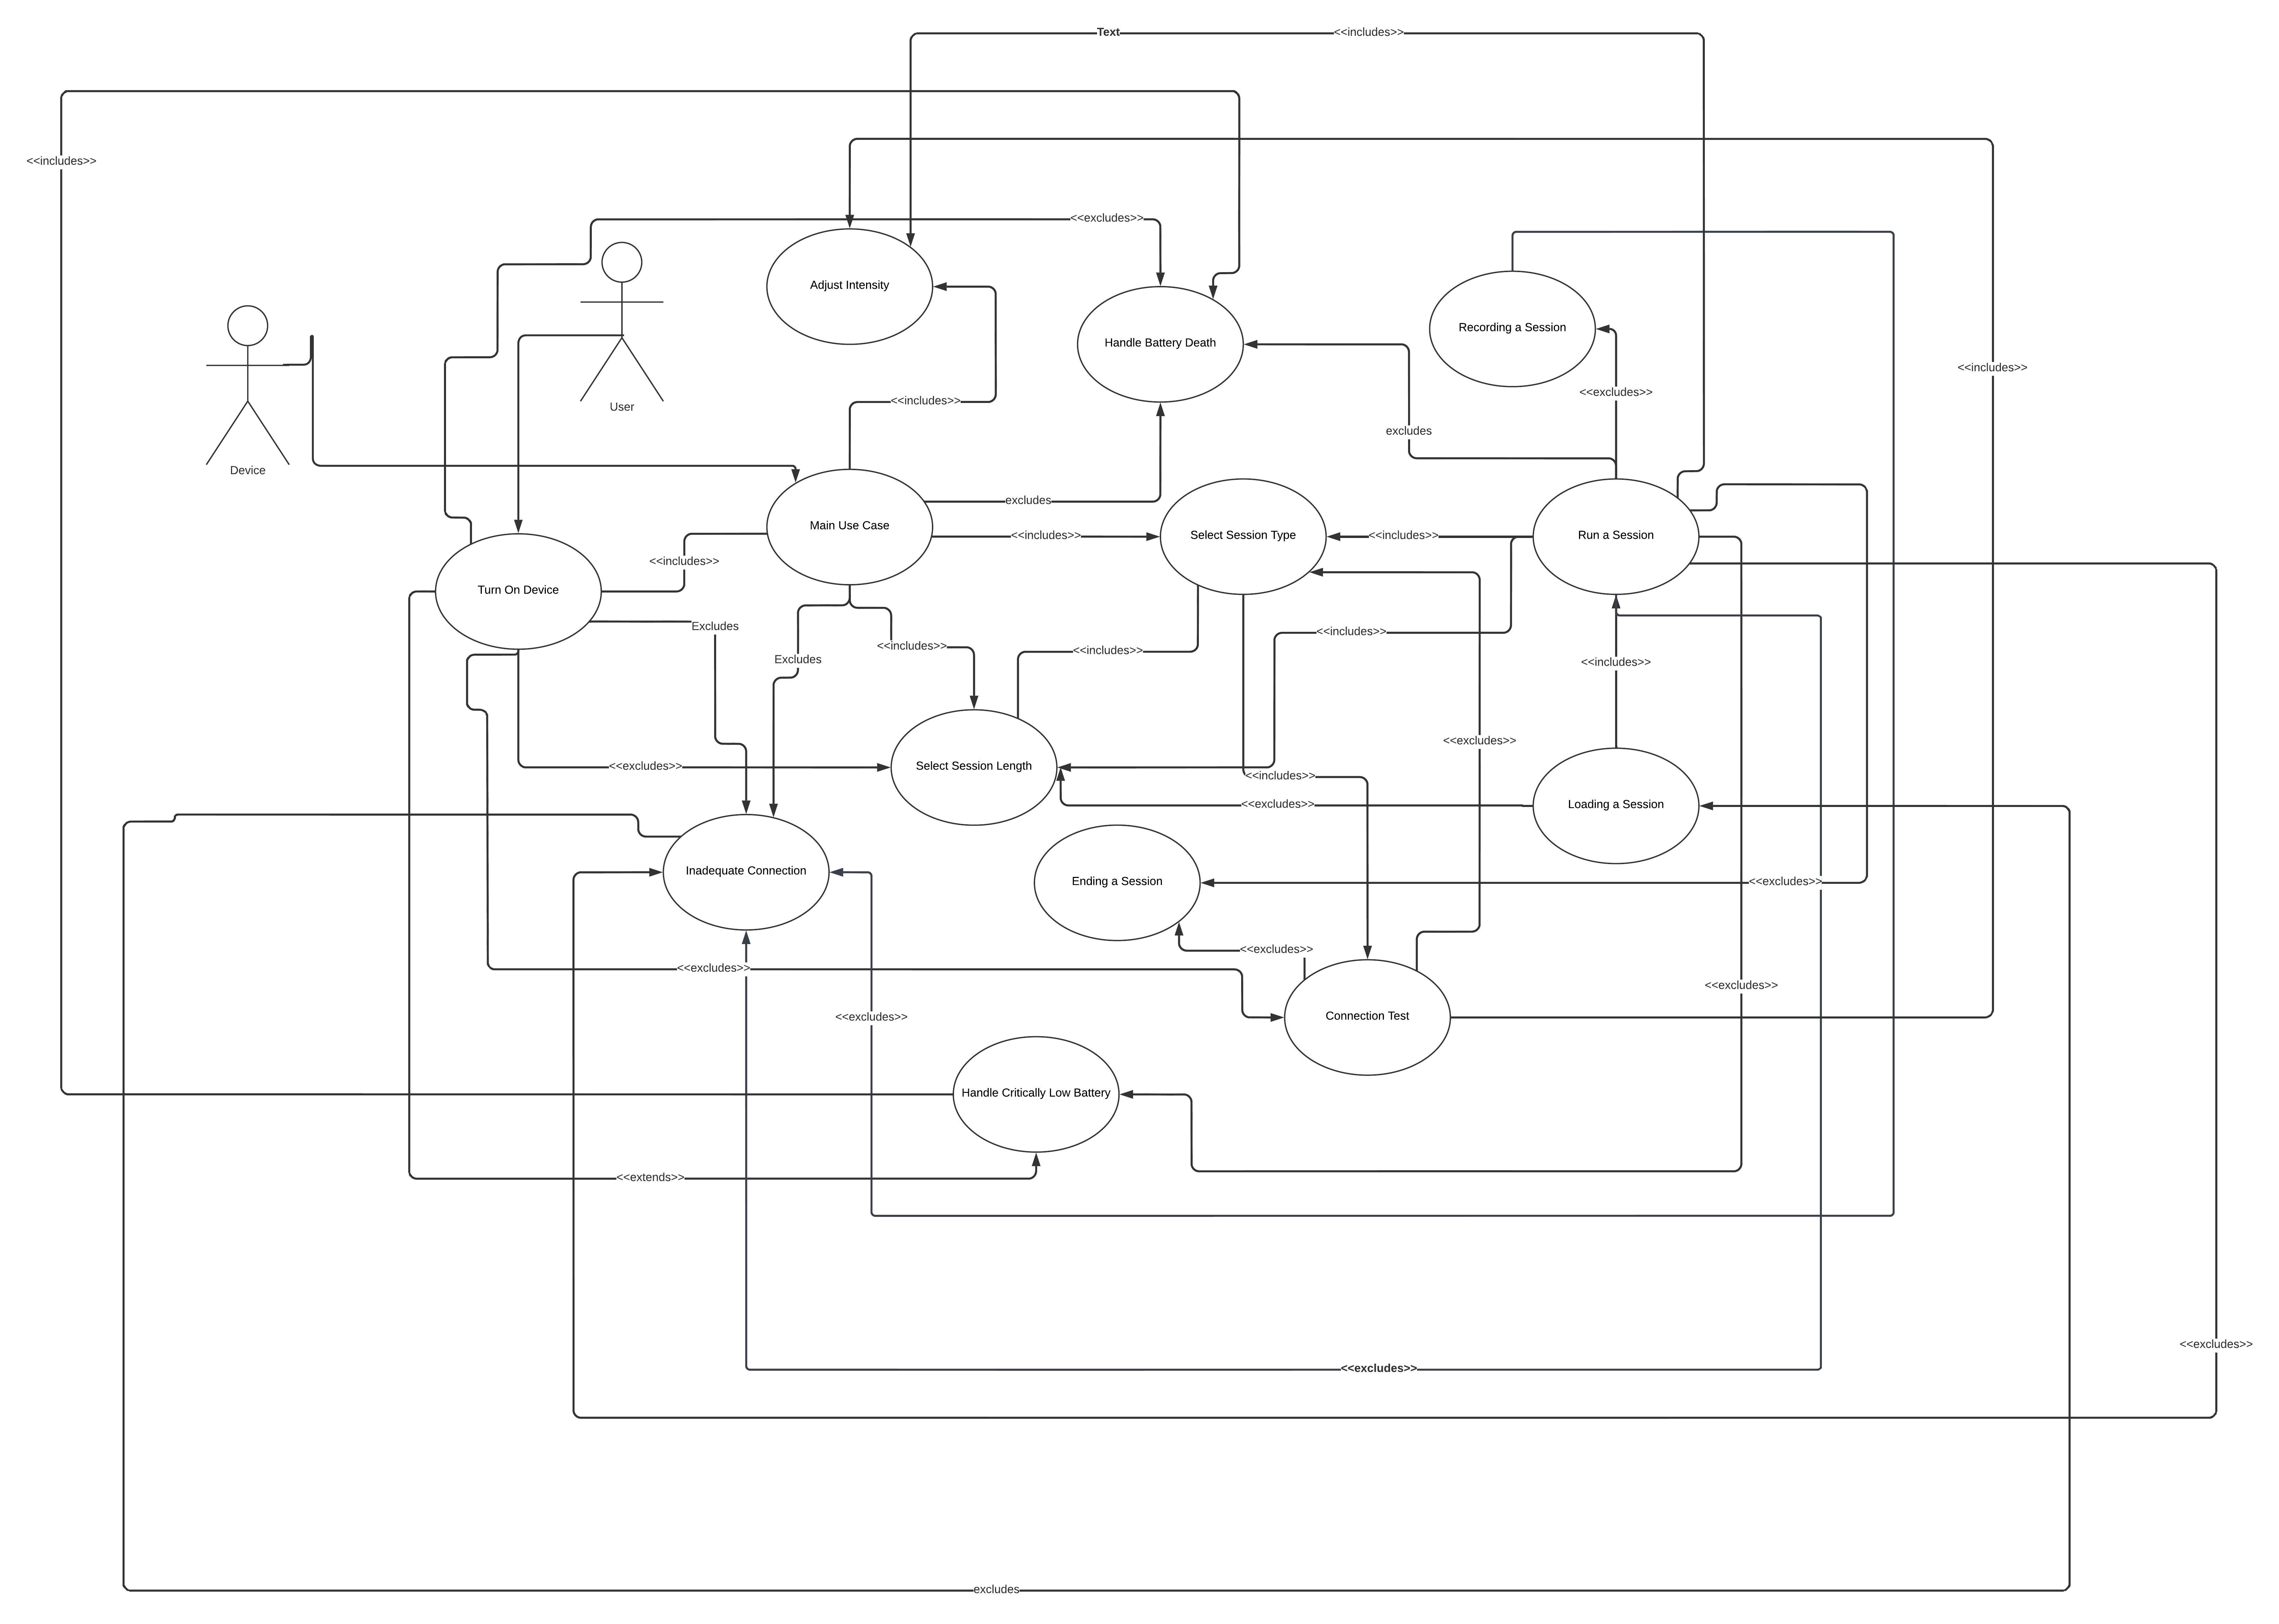 Text
<<includes>>
<<includes>>
<<excludes>>
Adjust Intensity
Recording a Session
Handle Battery Death
<<includes>>
<<excludes>>
<<includes>>
User
excludes
Device
excludes
Main Use Case
<<includes>>
Select Session Type
<<includes>>
Run a Session
<<includes>>
Turn On Device
Excludes
<<includes>>
<<includes>>
<<includes>>
Excludes
<<includes>>
<<excludes>>
<<excludes>>
Select Session Length
<<includes>>
<<excludes>>
Loading a Session
Inadequate Connection
Ending a Session
<<excludes>>
<<excludes>>
<<excludes>>
<<excludes>>
<<excludes>>
Connection Test
Handle Critically Low Battery
<<extends>>
<<excludes>>
<<excludes>>
excludes